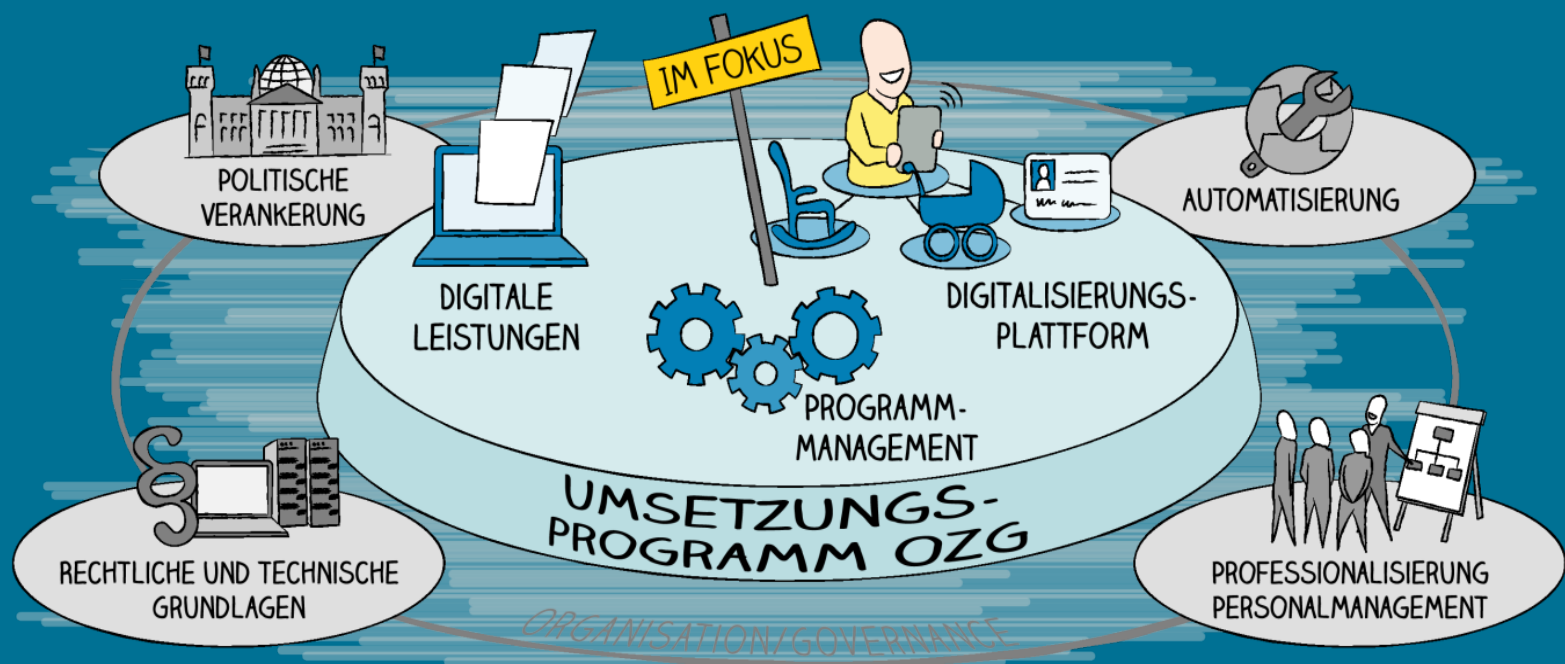 IM FOKUS
POLITISCHE
VERANKERUNG
AUTOMATISIERUNG
DIGITALE
LEISTUNGEN
DIGITALISIERUNGS-
PLATTFORM
PROGRAMM-
MANAGEMENT
UMSETZUNGS-
PROGRAMM OZG
RECHTLICHE UND TECHNISCHE
GRUNDLAGEN
PROFESSIONALISIERUNG
PERSONALMANAGEMENT
ORGANISATION/GOVERNANCE